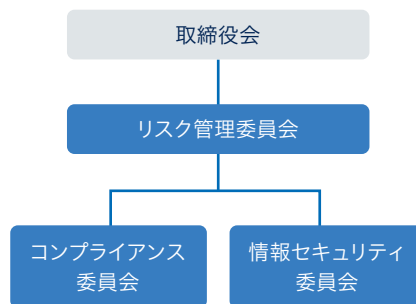 取締役会
リスク管理委員会
コンプライアンス
委員会
情報セキュリティ
委員会